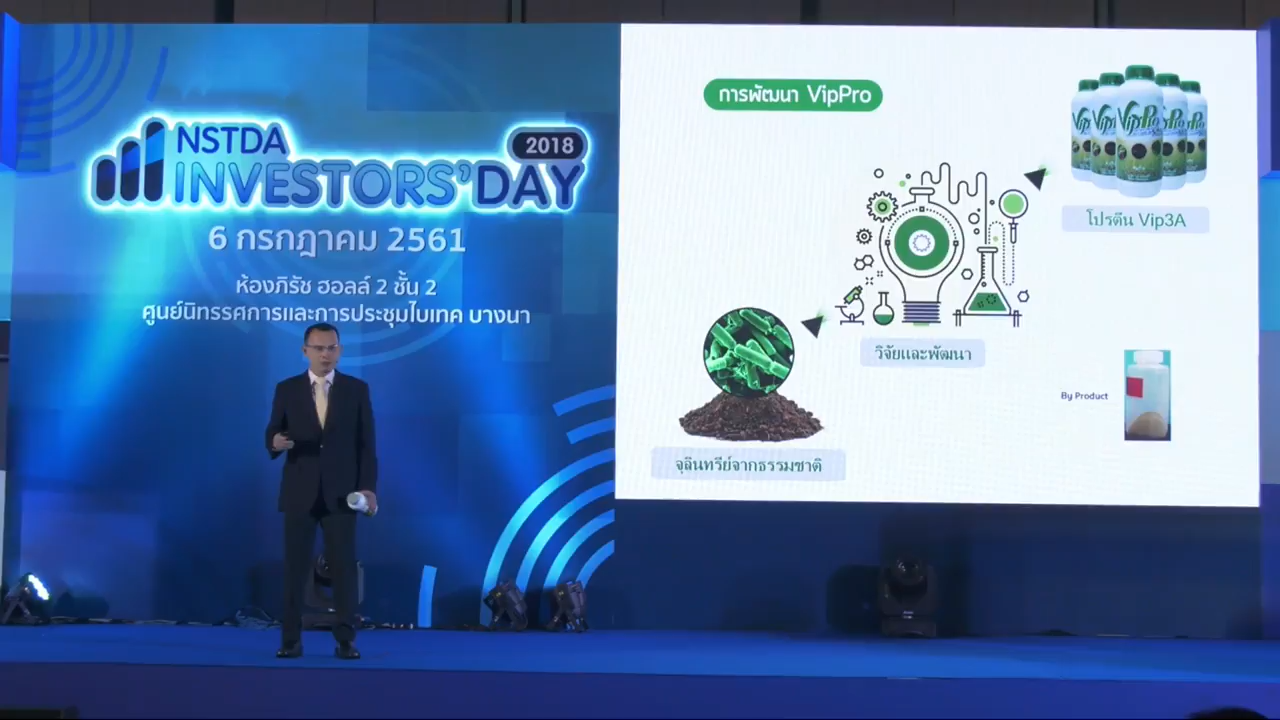 NSTDA
2018
INVESTORS' DAY
6 กรกฎาคม 2561
ห้องภิรัช ฮอลล์ 2 ชั้น 2
ศูนย์นิทรรศการและการประชุมไบเทค บางนา
การพัฒนา VipPro
VipPro
โปรตีน Vip3A
วิจัยและพัฒนา
By Product
จุลินทรีย์จากธรรมชาติ